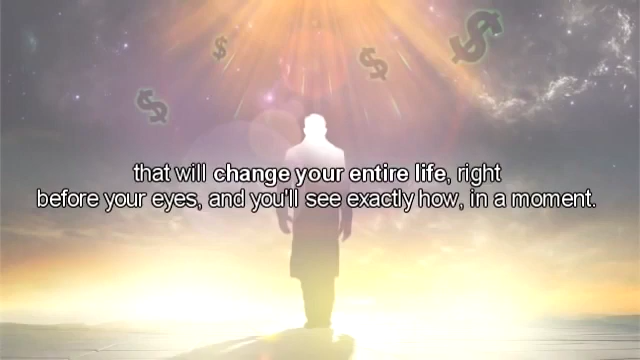 that will change your entire life, right
before your eyes, and you'll see exactly how, in a moment.